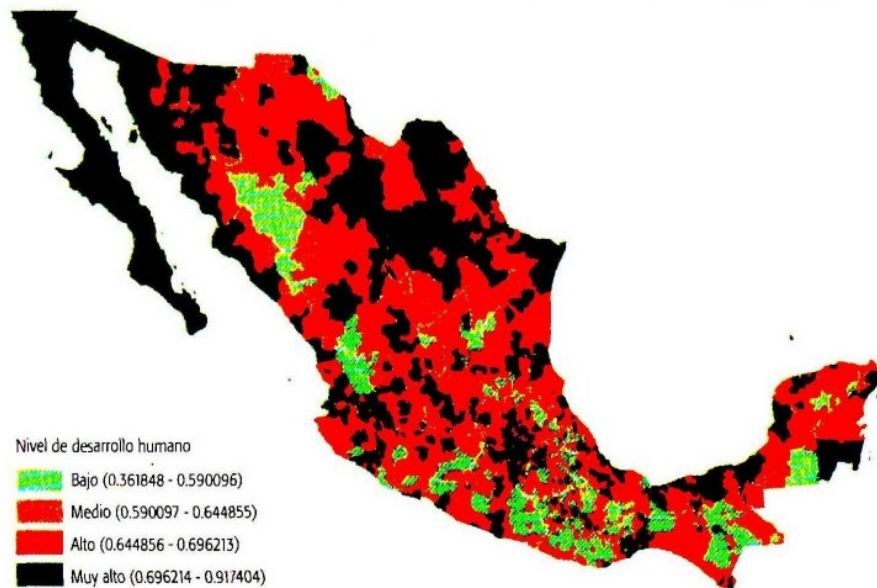 Nivel de desarrollo humano
Bajo (0.361848 - 0.590096)
Medio (0.590097 - 0.644855)
Alto (0.644856 - 0.696213)
Muy alto (0.696214 - 0.917404)